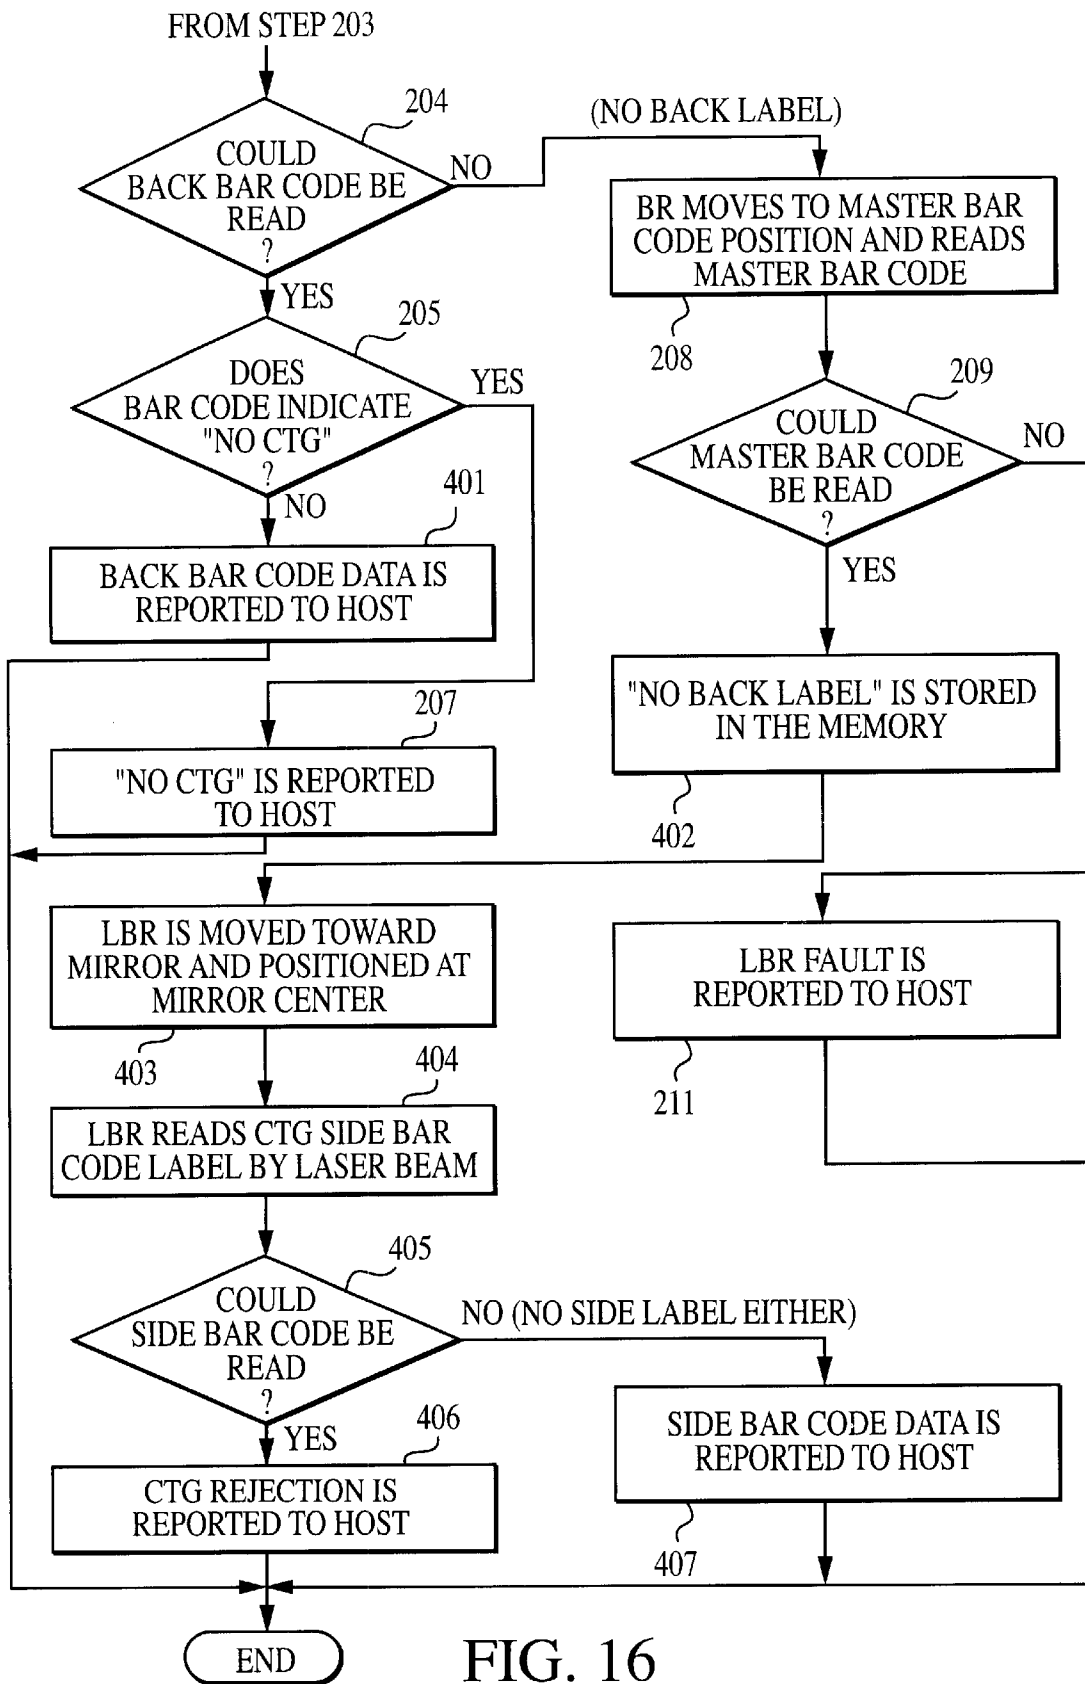 FROM STEP 203
204
COULD
BACK BAR CODE BE
READ
?
NO
(NO BACK LABEL)
YES
BR MOVES TO MASTER BAR
CODE POSITION AND READS
MASTER BAR CODE
208
205
DOES
BAR CODE INDICATE
"NO CTG"
?
YES
NO
209
COULD
MASTER BAR CODE
BE READ
?
NO
YES
401
BACK BAR CODE DATA IS
REPORTED TO HOST
"NO BACK LABEL" IS STORED
IN THE MEMORY
402
207
"NO CTG" IS REPORTED
TO HOST
LBR IS MOVED TOWARD
MIRROR AND POSITIONED AT
MIRROR CENTER
403
LBR FAULT IS
REPORTED TO HOST
211
404
LBR READS CTG SIDE BAR
CODE LABEL BY LASER BEAM
405
COULD
SIDE BAR CODE BE
READ
?
NO (NO SIDE LABEL EITHER)
YES
406
CTG REJECTION IS
REPORTED TO HOST
SIDE BAR CODE DATA IS
REPORTED TO HOST
407
END
FIG. 16